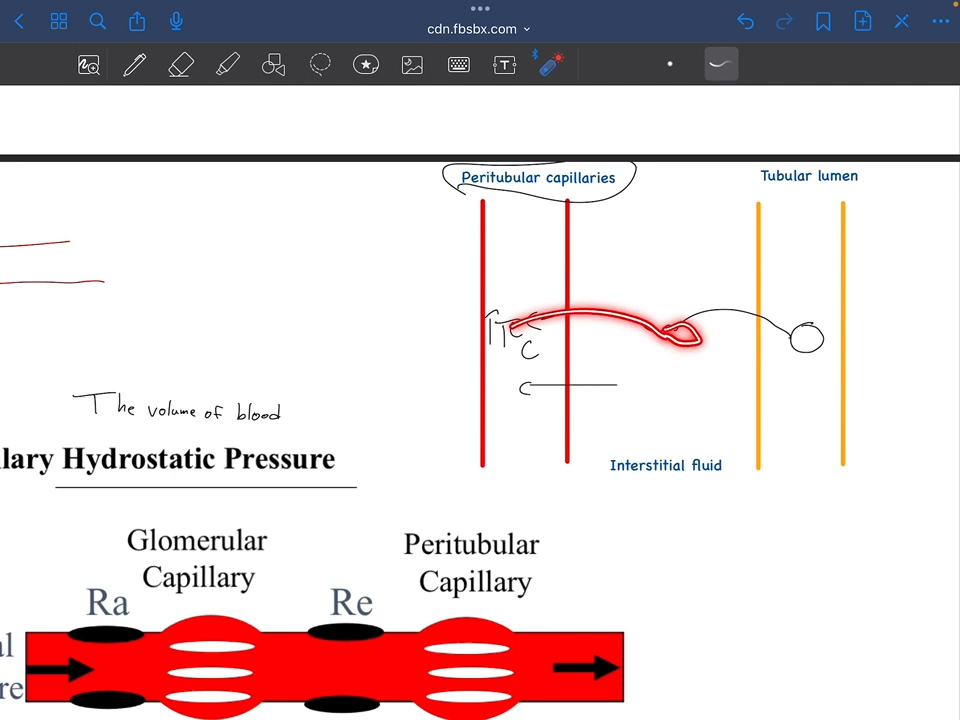 cdn.fbsbx.com
T
Peritubular capillaries
Tubular lumen
C
The volume of blood
llary Hydrostatic Pressure
Interstitial fluid
Glomerular
Capillary
Peritubular
Capillary
Ra
Re
al
re